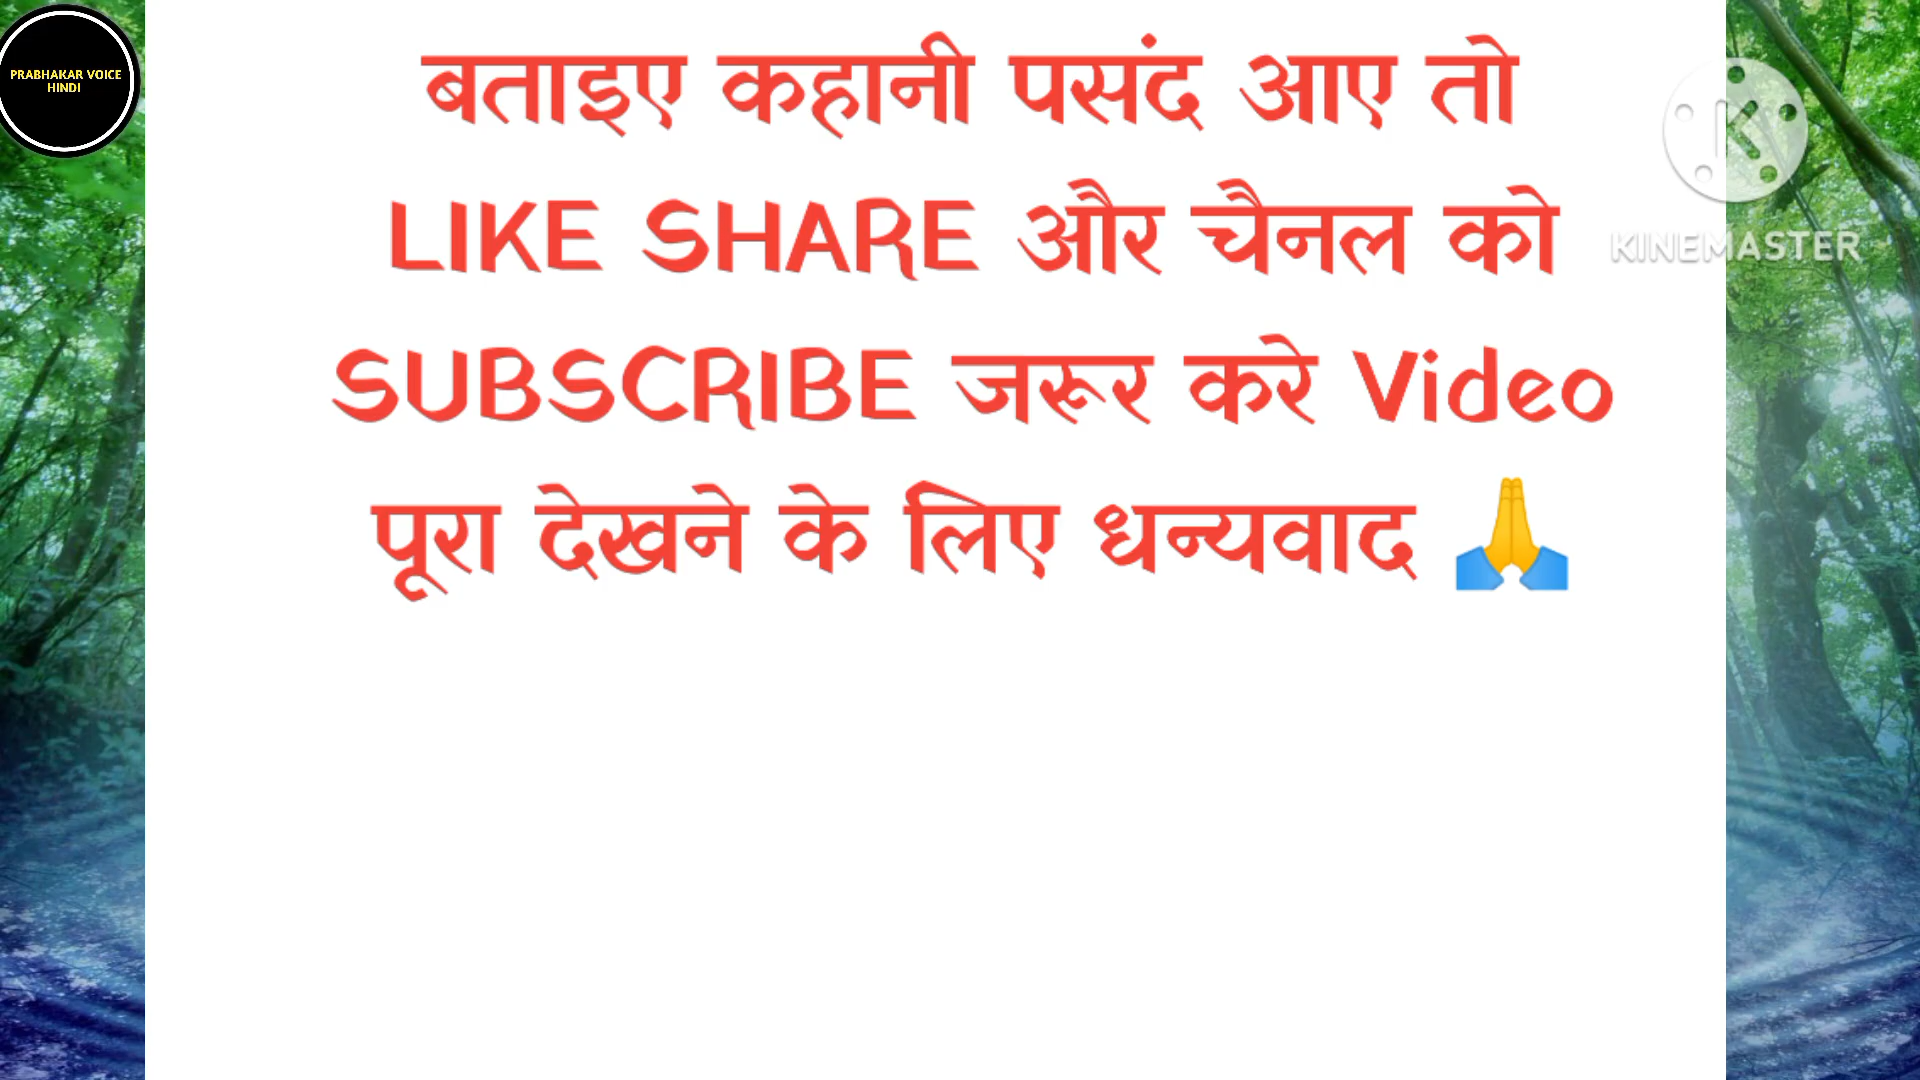 PRABHAKAR VOICE
HINDI
बताइए कहानी पसंद आए तो
LIKE SHARE और चैनल को
SUBSCRIBE जरूर करे Video
पूरा देखने के लिए धन्यवाद 🙏
KINEMASTER